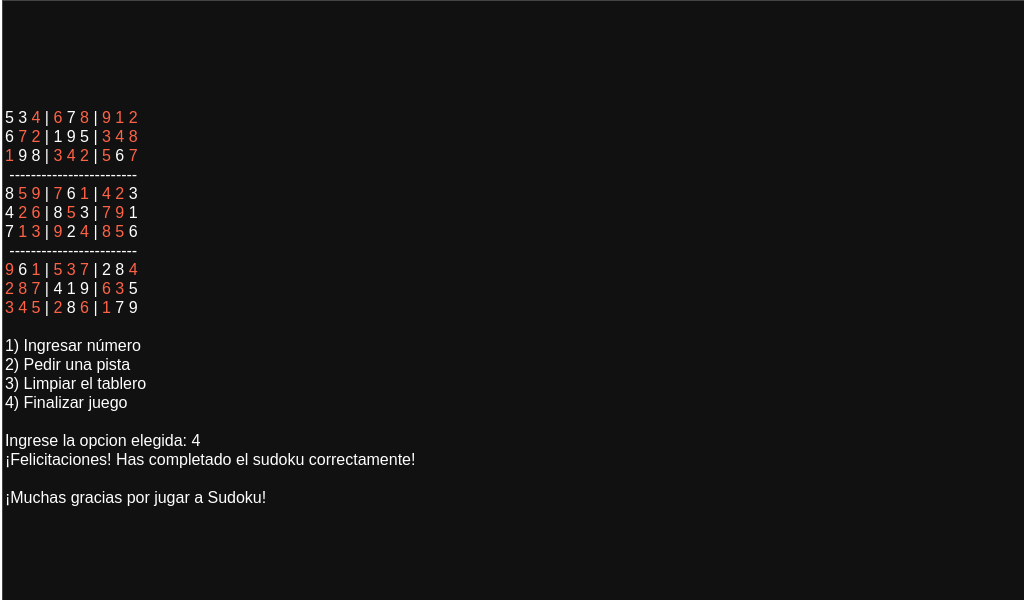 5 3 4 | 6 7 8 | 9 1 2
6 7 2 | 1 9 5 | 3 4 8
1 9 8 | 3 4 2 | 5 6 7
------------------------
8 5 9 | 7 6 1 | 4 2 3
4 2 6 | 8 5 3 | 7 9 1
7 1 3 | 9 2 4 | 8 5 6
------------------------
9 6 1 | 5 3 7 | 2 8 4
2 8 7 | 4 1 9 | 6 3 5
3 4 5 | 2 8 6 | 1 7 9
1) Ingresar número
2) Pedir una pista
3) Limpiar el tablero
4) Finalizar juego
Ingrese la opcion elegida: 4
¡Felicitaciones! Has completado el sudoku correctamente!
¡Muchas gracias por jugar a Sudoku!